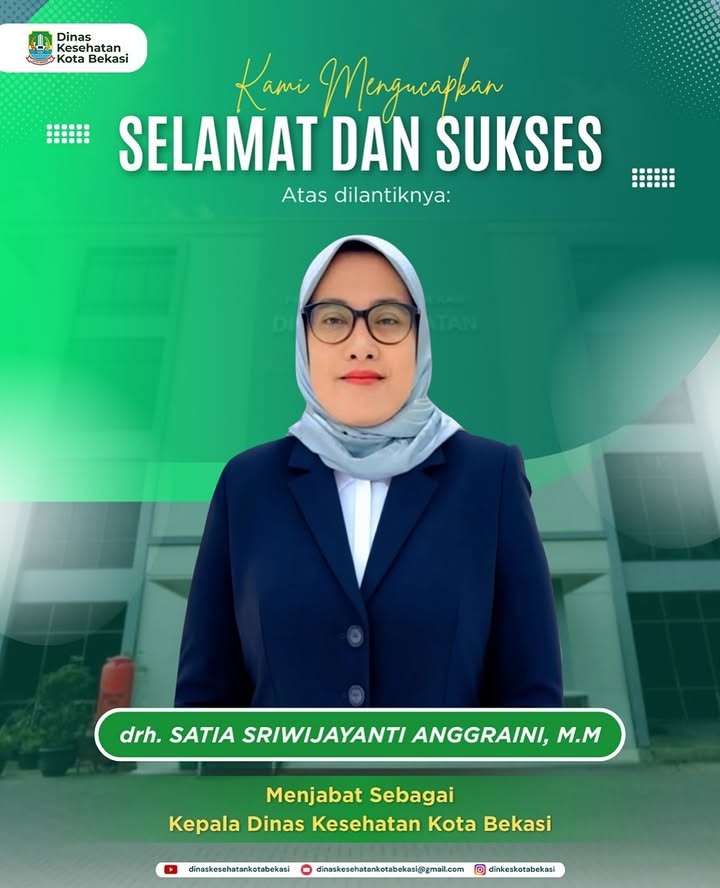 Dinas
Kesehatan
Kota Bekasi
Kami Mengucapkan
SELAMAT DAN SUKSES
Atas dilantiknya:
drh. SATIA SRIWIJAYANTI ANGGRAINI, M.M
Menjabat Sebagai
Kepala Dinas Kesehatan Kota Bekasi
dinaskesehatankotabekasi dinaskesehatankotabekasi@gmail.com dinkeskotabekasi